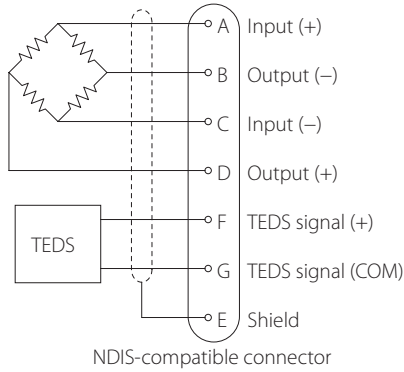 A Input (+)
B Output (−)
C Input (−)
D Output (+)
F TEDS signal (+)
TEDS
G TEDS signal (COM)
E Shield
NDIS-compatible connector